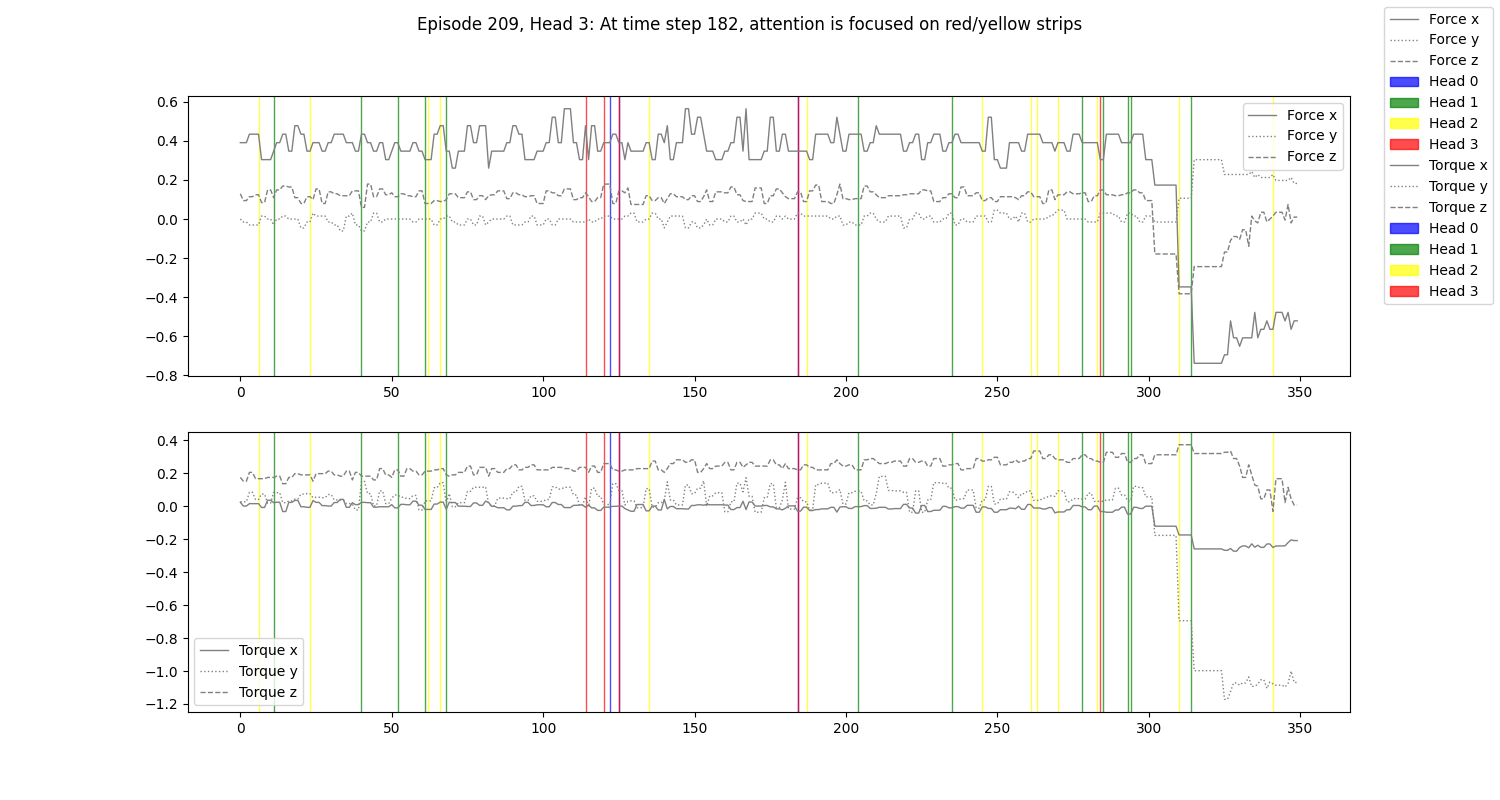 Episode 209, Head 3: At time step 182, attention is focused on red/yellow strips
Force x
Force y
Force z
Head 0
Head 1
Head 2
Head 3
Torque x
Torque y
Torque z
Head 0
Head 1
Head 2
Head 3
0.6
0.4
0.2
0.0
−0.2
−0.4
−0.6
−0.8
Force x
Force y
Force z
0 50 100 150 200 250 300 350
0.4
0.2
0.0
−0.2
−0.4
−0.6
−0.8
−1.0
−1.2
Torque x
Torque y
Torque z
0 50 100 150 200 250 300 350